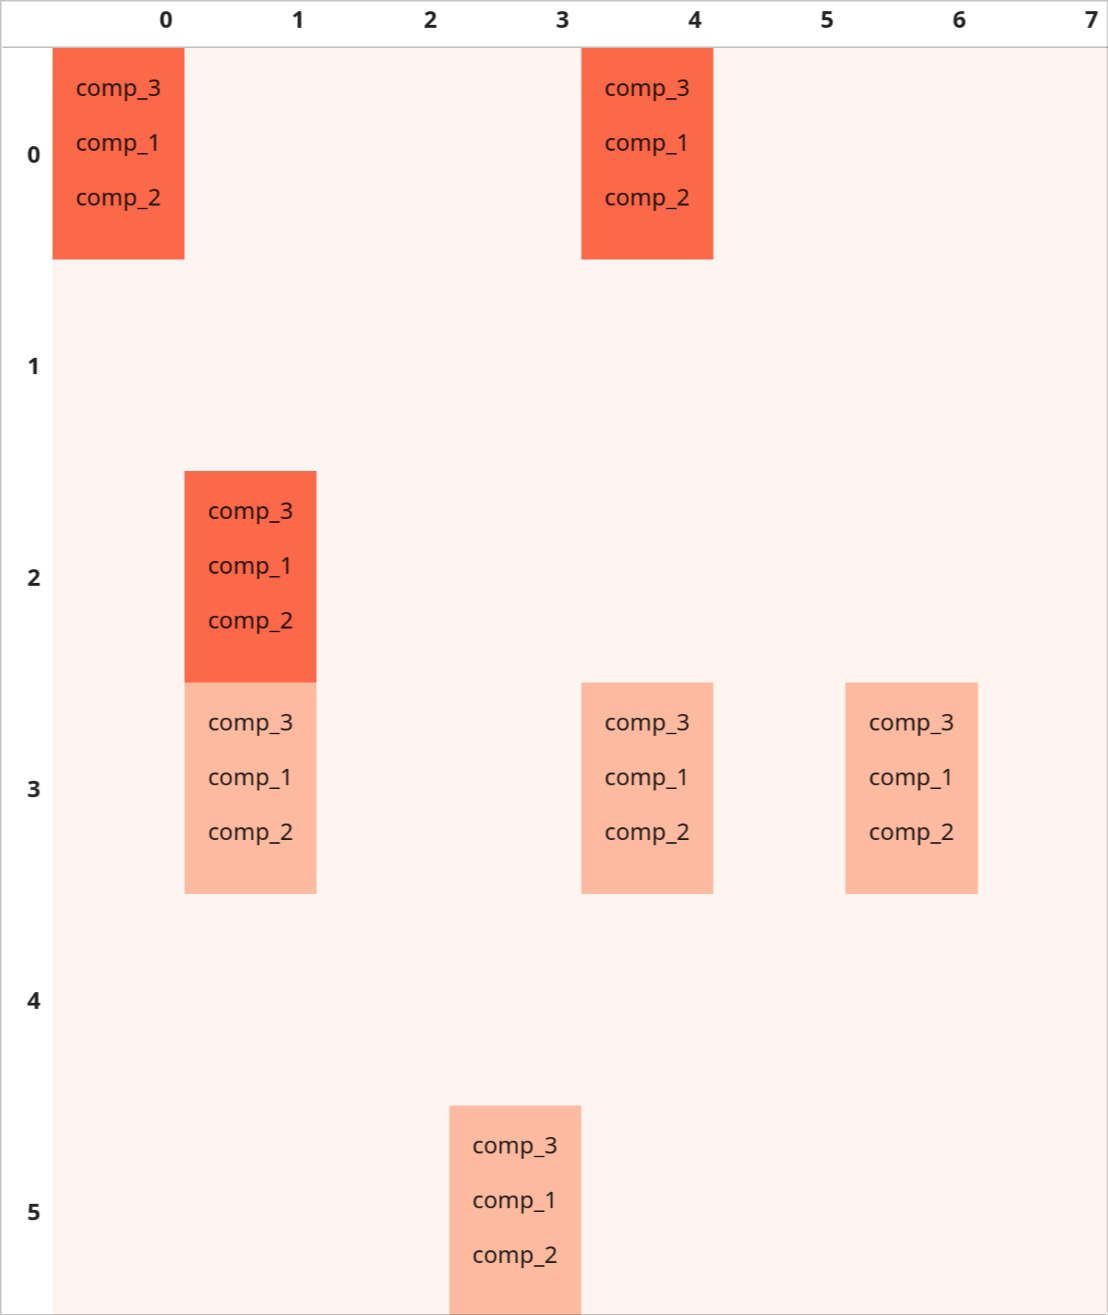 0 1 2 3 4 5 6 7
comp_3 comp_3
0 comp_1 comp_1
comp_2 comp_2
1
comp_3
comp_1
2
comp_2
comp_3 comp_3 comp_3
comp_1 comp_1 comp_1
3
comp_2 comp_2 comp_2
4
comp_3
comp_1
5
comp_2